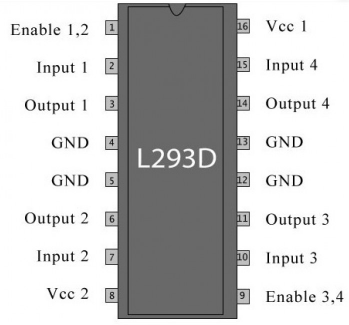 Enable 1,2 1
Input 1 2
Output 1 3
GND 4
GND 5
Output 2 6
Input 2 7
Vcc 2 8
L293D
16 Vcc 1
15 Input 4
14 Output 4
13 GND
12 GND
11 Output 3
10 Input 3
9 Enable 3,4